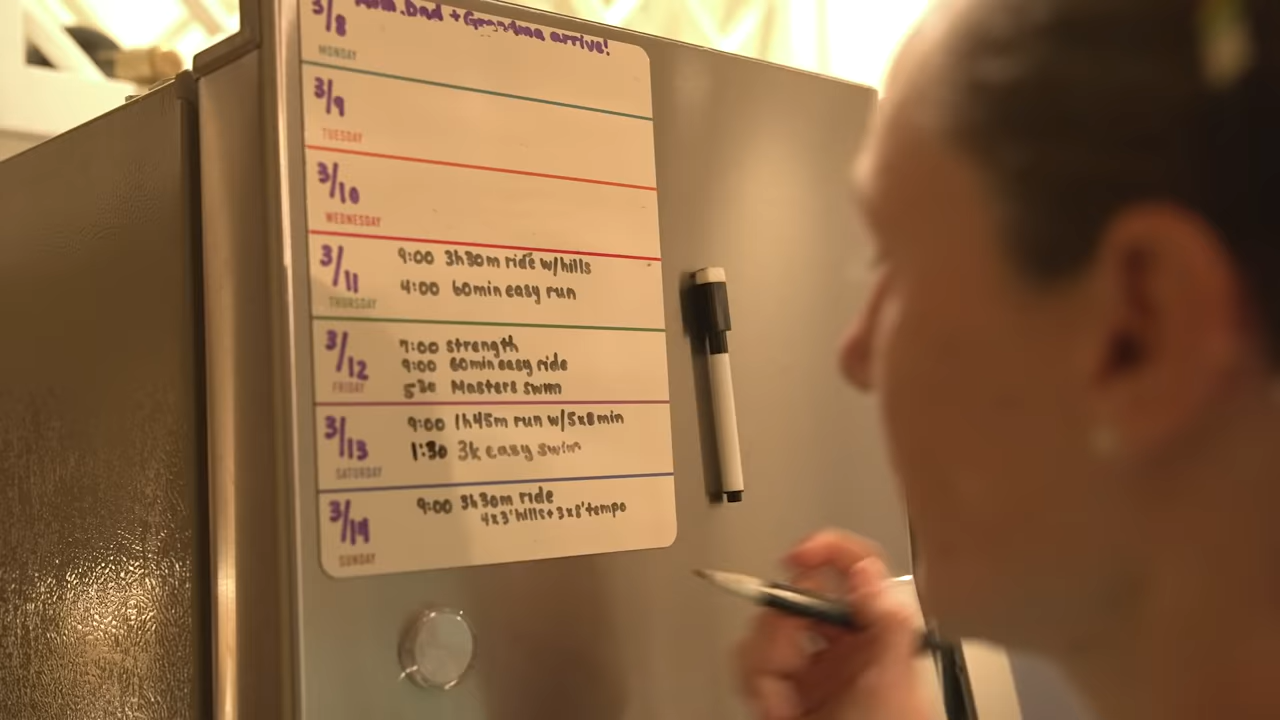 3/8 Mom, Dad + Grandma arrive!
MONDAY
3/9
TUESDAY
3/10
WEDNESDAY
3/11
9:00 3h30m ride w/hills
4:00 60min easy run
THURSDAY
3/12
7:00 strength
9:00 60min easy ride
5:30 Masters swim
FRIDAY
3/13
9:00 1h45m run w/5x8min
1:30 3k easy swim
SATURDAY
3/14
9:00 3h30m ride
4x3'hills+3x8'tempo
SUNDAY